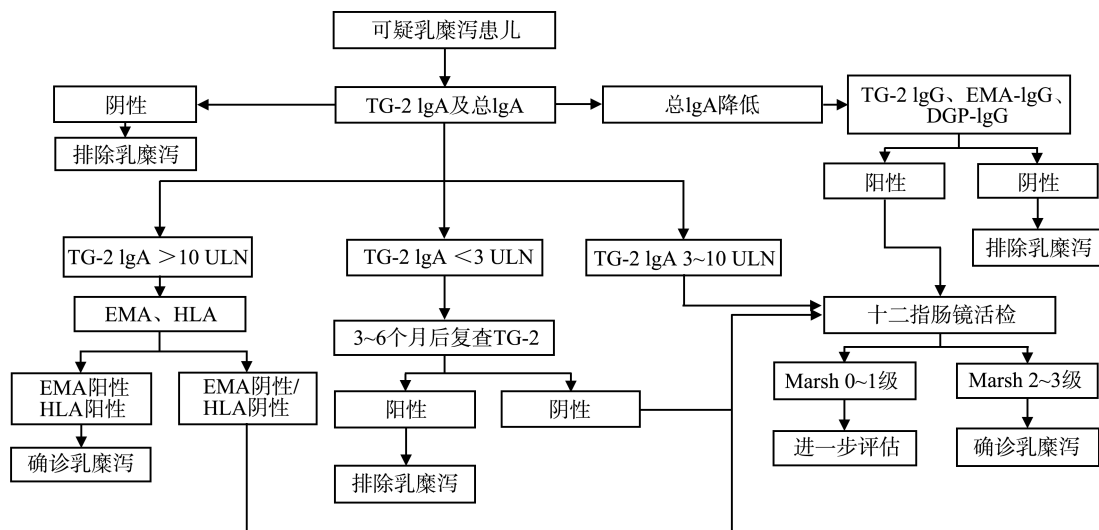 可疑乳糜泻患儿
阴性
TG-2 lgA及总lgA
总lgA降低
TG-2 lgG、EMA-lgG、
DGP-lgG
排除乳糜泻
阳性
阴性
排除乳糜泻
TG-2 lgA >10 ULN
TG-2 lgA <3 ULN
TG-2 lgA 3~10 ULN
EMA、HLA
十二指肠镜活检
3~6个月后复查TG-2
EMA阳性
HLA阳性
EMA阴性/
HLA阴性
阳性
阴性
Marsh 0~1级
Marsh 2~3级
确诊乳糜泻
排除乳糜泻
进一步评估
确诊乳糜泻